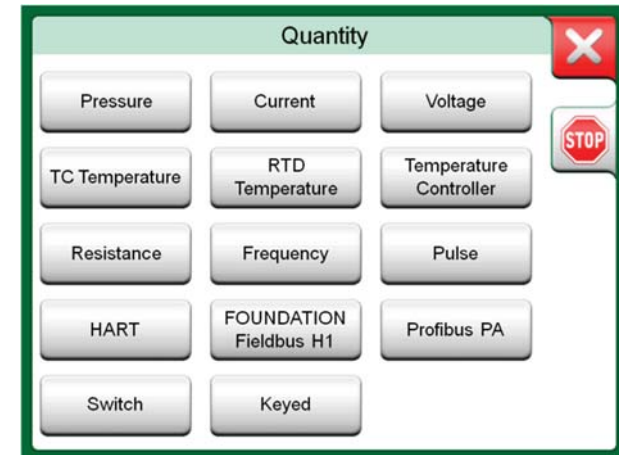 Quantity
Pressure
Current
Voltage
STOP
TC Temperature
RTD
Temperature
Temperature
Controller
Resistance
Frequency
Pulse
HART
FOUNDATION
Fieldbus H1
Profibus PA
Switch
Keyed